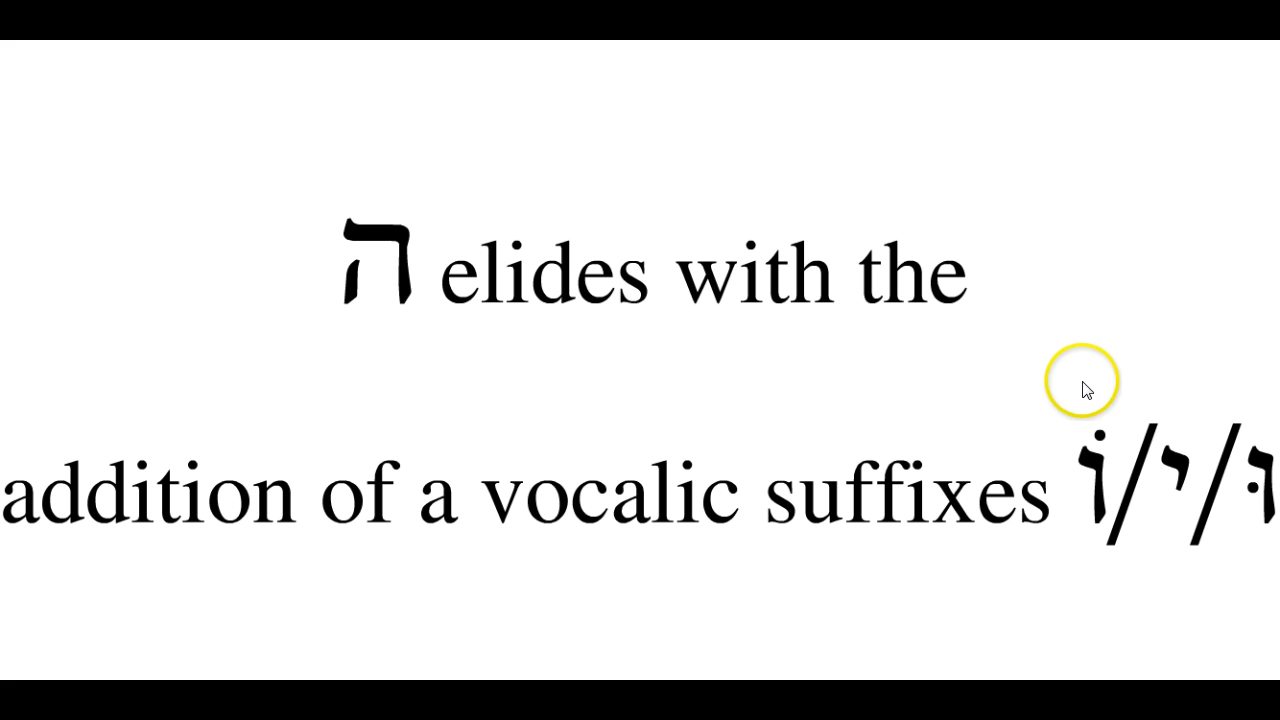 ה elides with the
addition of a vocalic suffixes וּ/י/וֹ